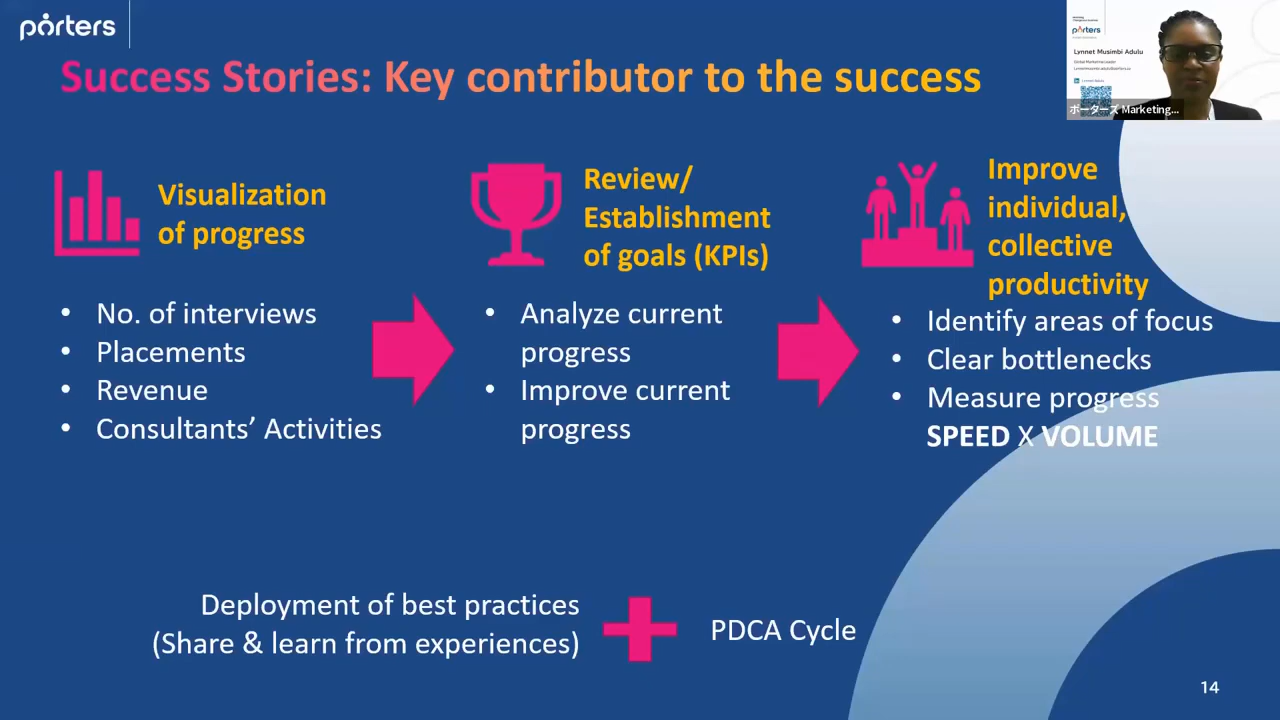 porters
Success Stories: key contributor to the success
porters
Lynnet Musimbi Adulu
ポーターズ Marketing...
Visualization
of progress
No. of interviews
Placements
Revenue
Consultants' Activities
Review/
Establishment
of goals (KPIs)
Analyze current
progress
Improve current
progress
Improve
individual,
collective
productivity
Identify areas of focus
Clear bottlenecks
Measure progress
SPEED X VOLUME
Deployment of best practices
(Share & learn from experiences)
PDCA Cycle
14